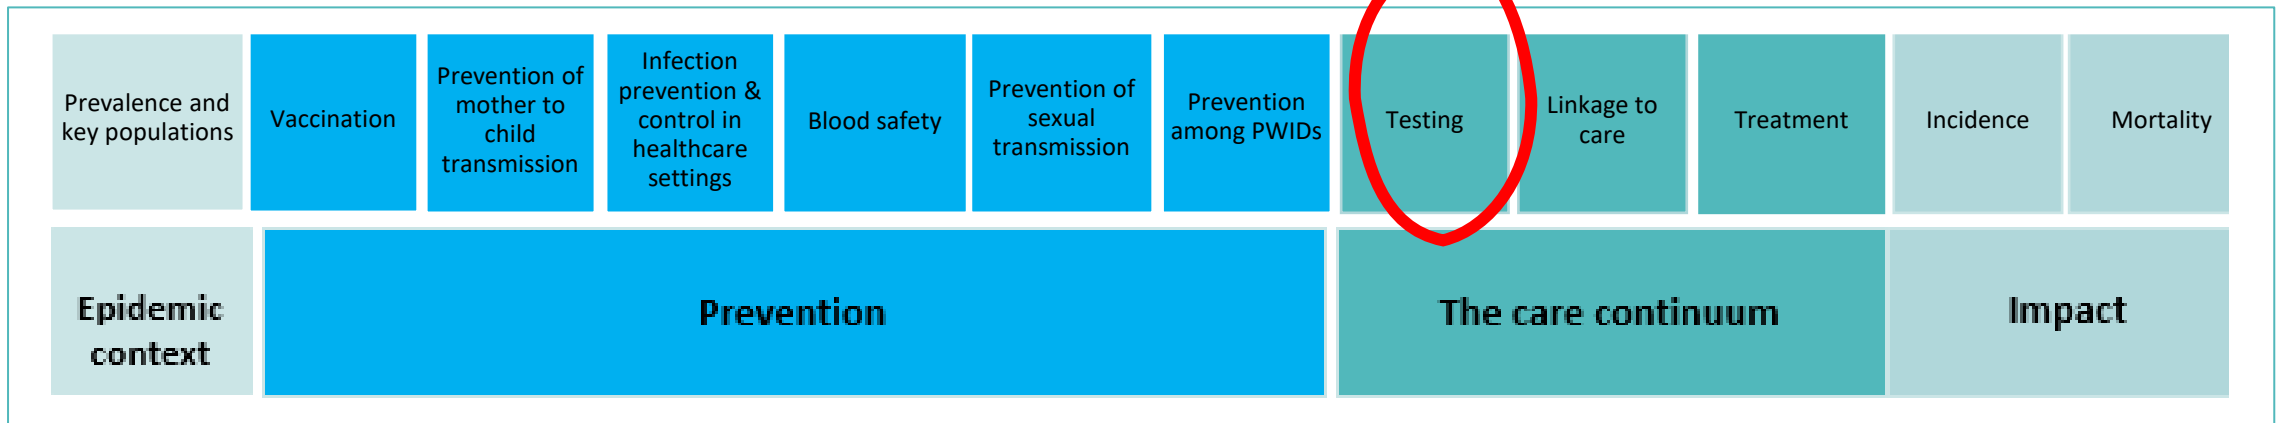 Prevalence and
key populations
Vaccination
Prevention of
mother to
child
transmission
Infection
prevention &
control in
healthcare
settings
Blood safety
Prevention of
sexual
transmission
Prevention
among PWIDs
Testing
Linkage to
care
Treatment
Incidence
Mortality
Epidemic
context
Prevention
The care continuum
Impact